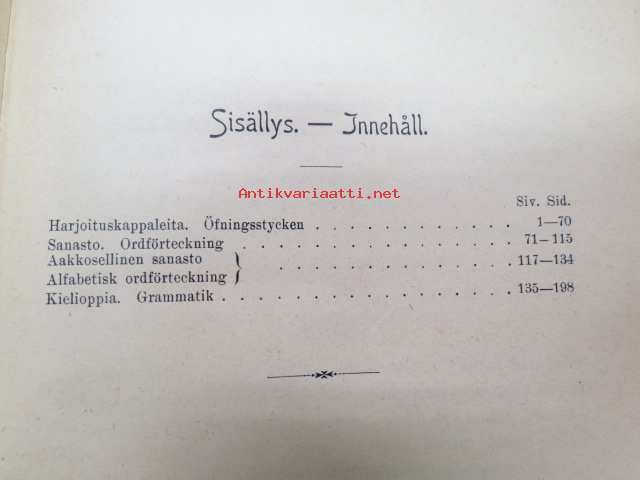 Sisällys. — Innehåll.
Antikvariaatti.net
Siv. Sid.
Harjoituskappaleita. Öfningsstycken . . . . . . . . . . . . 1—70
Sanasto. Ordförteckning . . . . . . . . . . . . . . . 71—115
Aakkosellinen sanasto
Alfabetisk ordförteckning } . . . . . . . . . . . . . . 117—134
Kielioppia. Grammatik . . . . . . . . . . . . . . . . 135—198